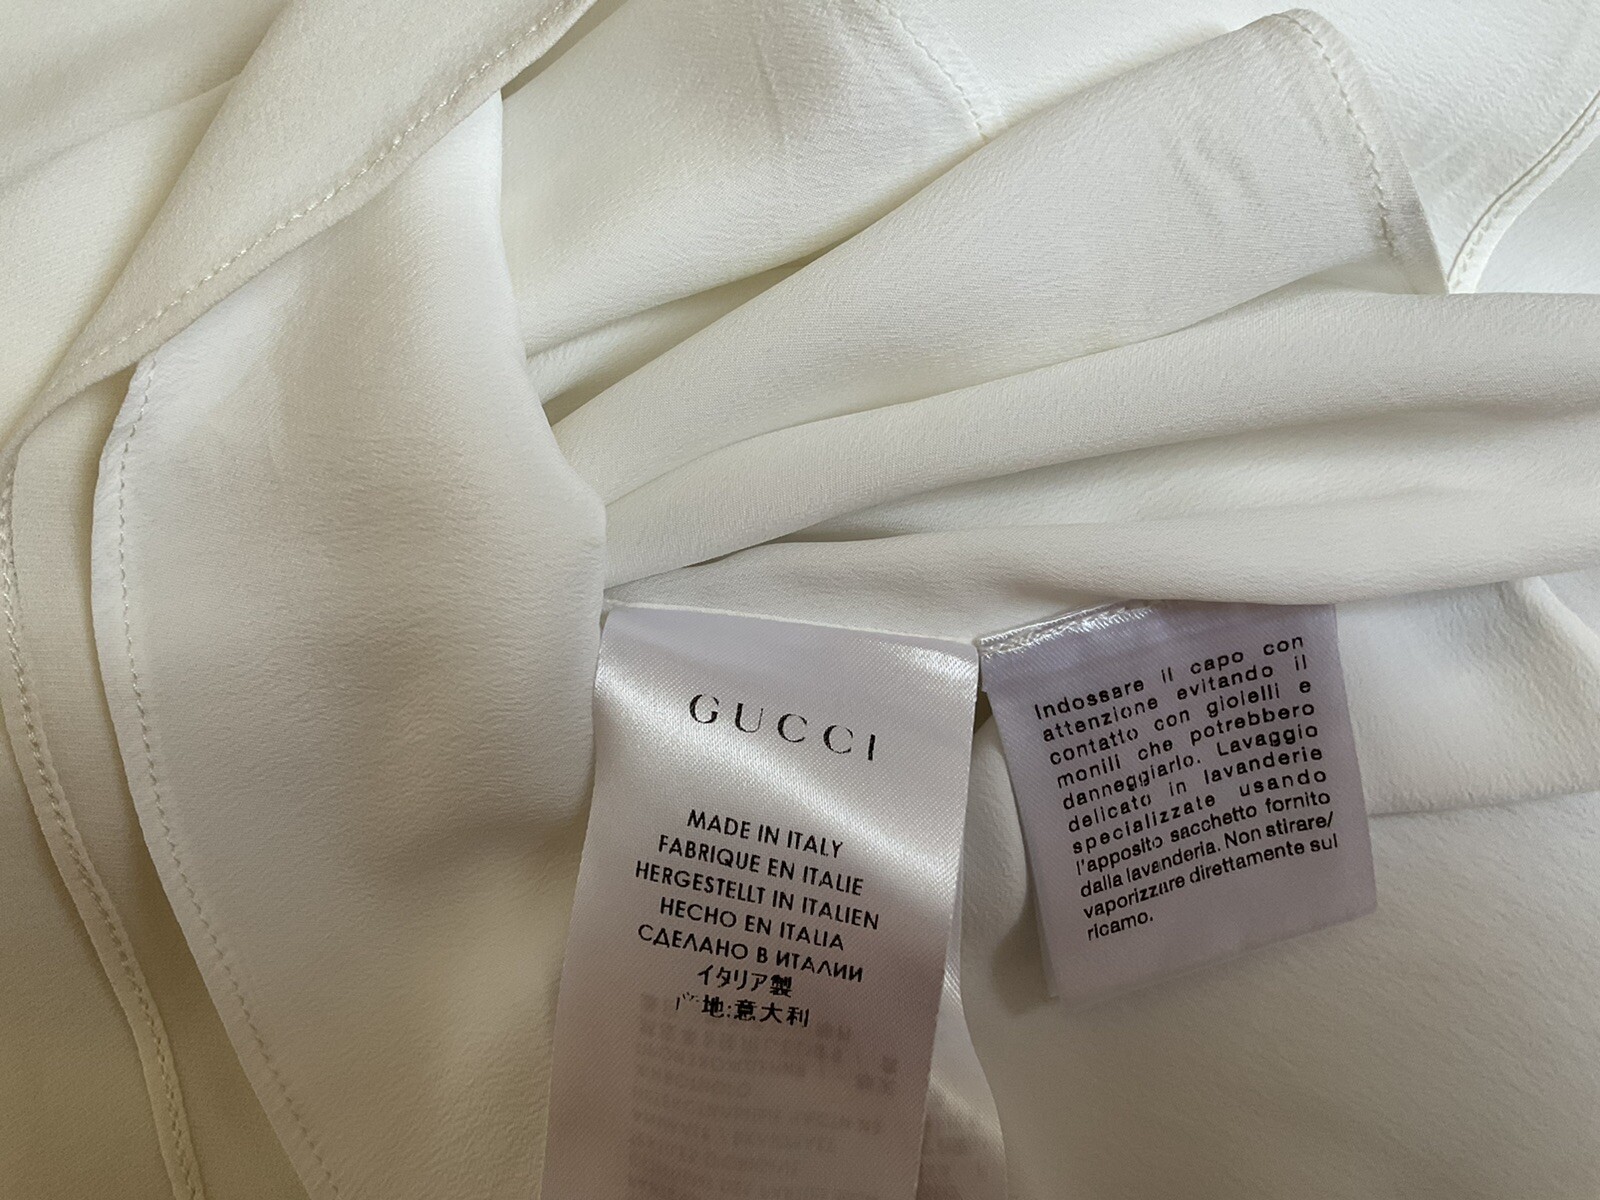 GUCCI
MADE IN ITALY
FABRIQUE EN ITALIE
HERGESTELLT IN ITALIEN
HECHO EN ITALIA
СДЕЛАНО В ИТАЛИИ
イタリア製
产地:意大利
Indossare il capo con
attenzione evitando il
contatto con gioielli e
monili che potrebbero
danneggiarlo. Lavaggio
delicato in lavanderie
specializzate usando
l'apposito sacchetto fornito
dalla lavanderia. Non stirare/
vaporizzare direttamente sul
ricamo.